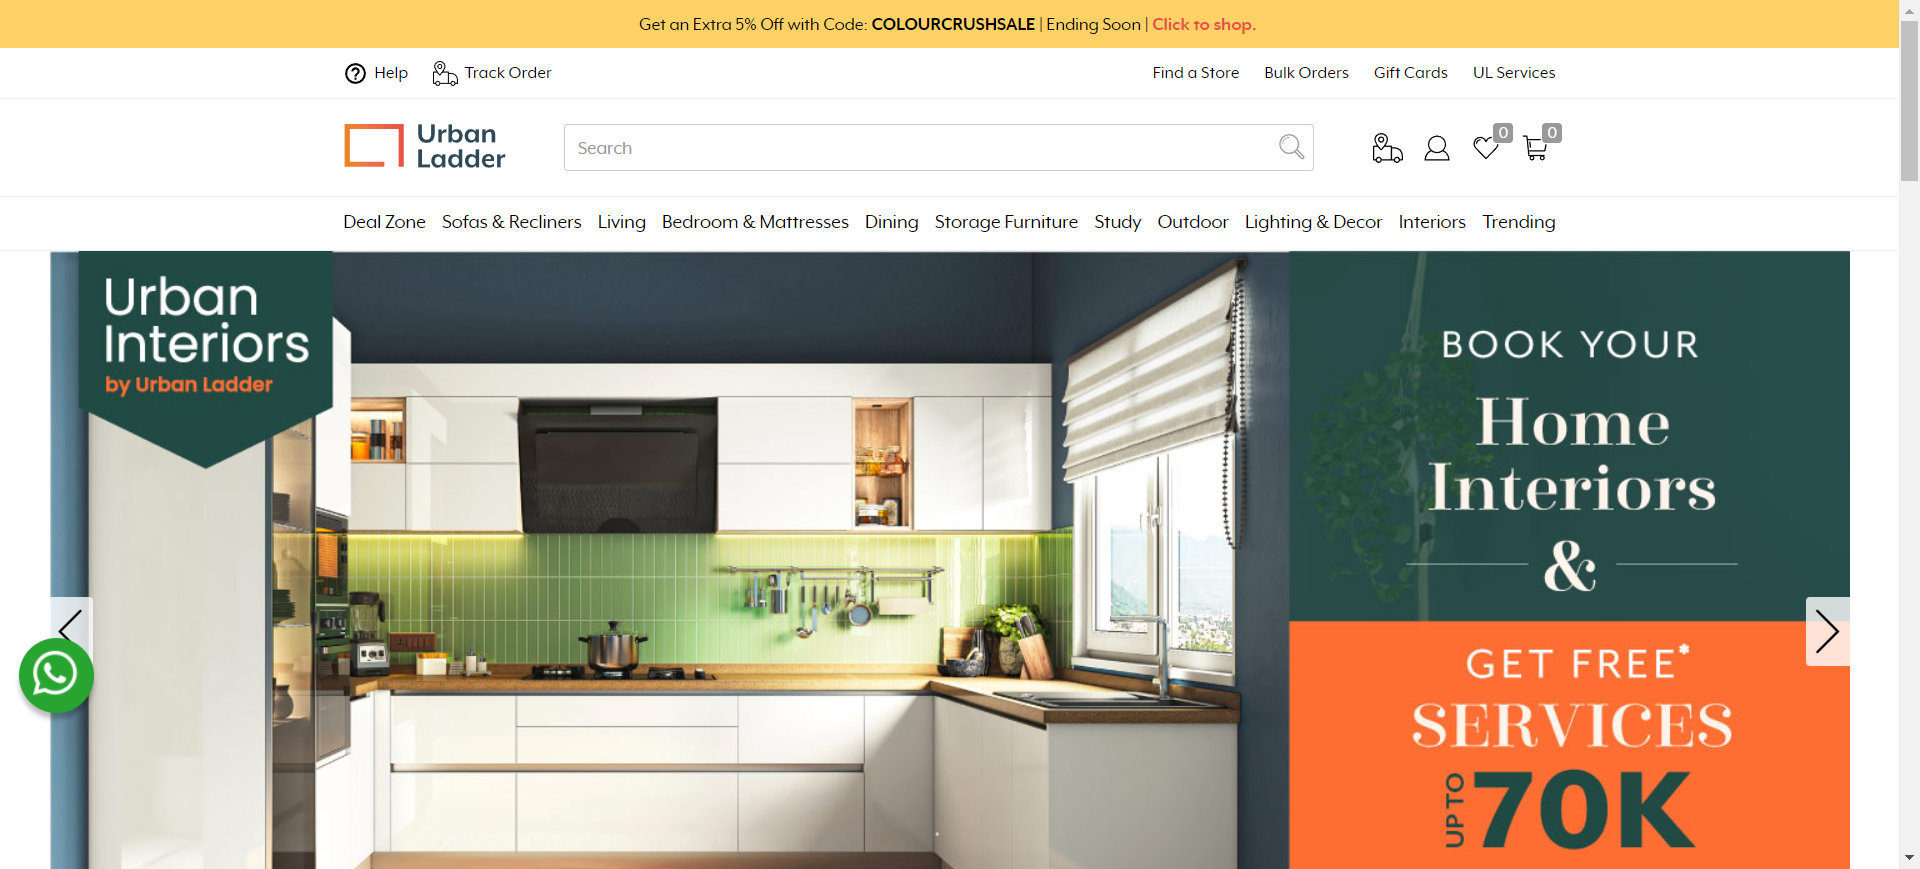 Get an Extra 5% Off with Code: COLOURCRUSHSALE | Ending Soon | Click to shop.
Help Track Order Find a Store Bulk Orders Gift Cards UL Services
Urban
Ladder
Search
0 0
Deal Zone Sofas & Recliners Living Bedroom & Mattresses Dining Storage Furniture Study Outdoor Lighting & Decor Interiors Trending
Urban
Interiors
by Urban Ladder
BOOK YOUR
Home
Interiors
&
GET FREE*
SERVICES
UP TO 70K